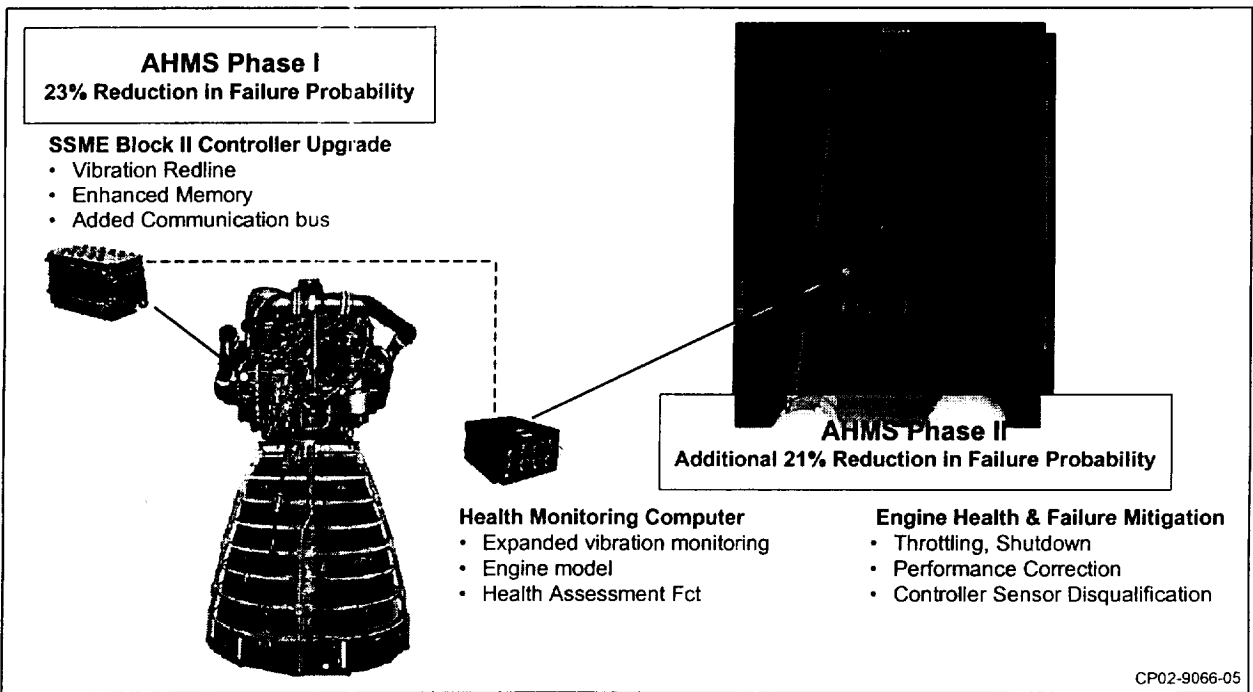 AHMS Phase I
23% Reduction in Failure Probability
SSME Block II Controller Upgrade
• Vibration Redline
• Enhanced Memory
• Added Communication bus
AHMS Phase II
Additional 21% Reduction in Failure Probability
Health Monitoring Computer
• Expanded vibration monitoring
• Engine model
• Health Assessment Fct
Engine Health & Failure Mitigation
• Throttling, Shutdown
• Performance Correction
• Controller Sensor Disqualification
CP02-9066-05